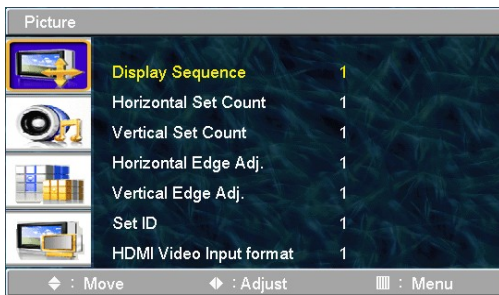 Picture
Display Sequence 1
Horizontal Set Count 1
Vertical Set Count 1
Horizontal Edge Adj. 1
Vertical Edge Adj. 1
Set ID 1
HDMI Video Input format 1
: Move : Adjust : Menu